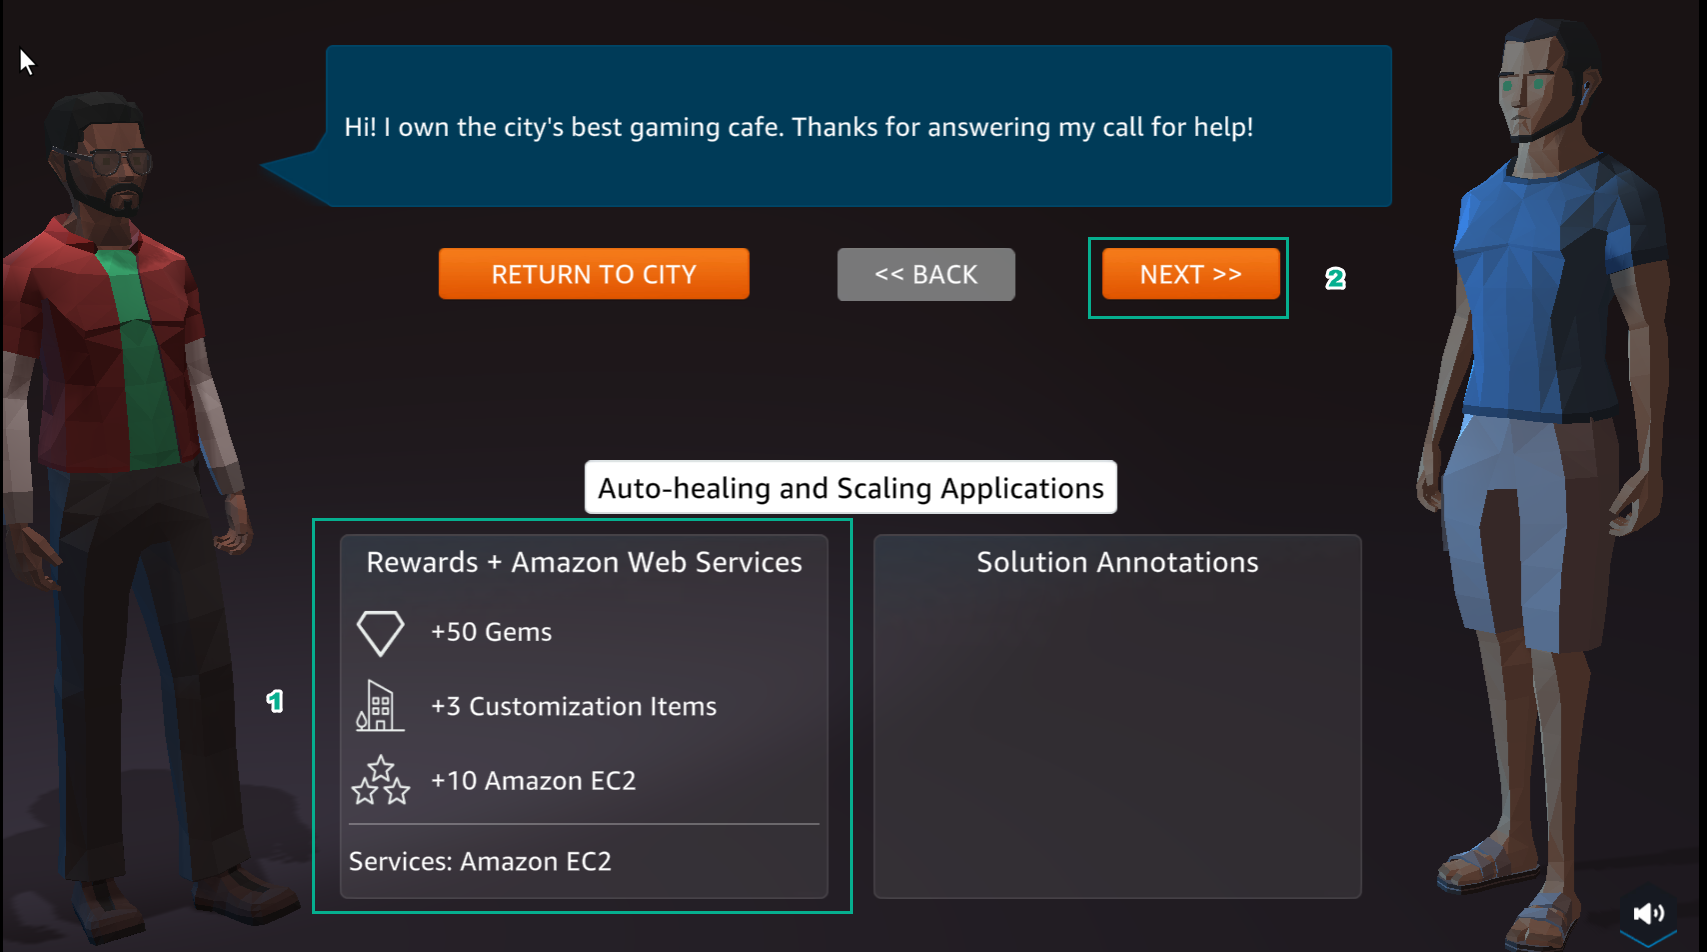 Hi! I own the city's best gaming cafe. Thanks for answering my call for help!
RETURN TO CITY
<< BACK
NEXT >>
2
Auto-healing and Scaling Applications
Rewards + Amazon Web Services
+50 Gems
1
+3 Customization Items
+10 Amazon EC2
Services: Amazon EC2
Solution Annotations